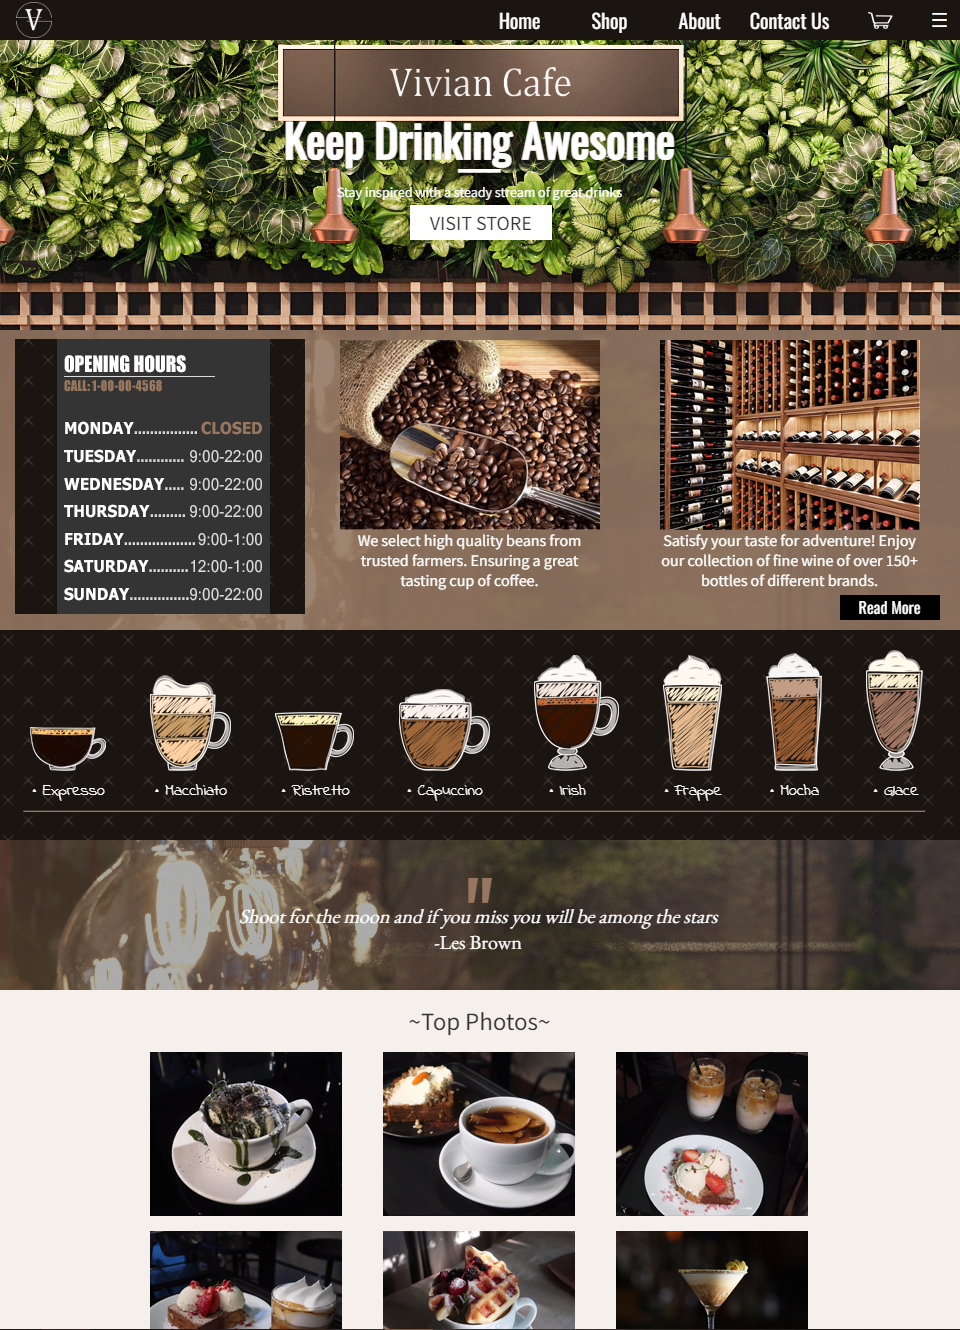 V
Home Shop About Contact Us
Vivian Cafe
Keep Drinking Awesome
Stay inspired with a steady stream of great drinks
VISIT STORE
OPENING HOURS
CALL: 1-00-00-4568
MONDAY................ CLOSED
TUESDAY............ 9:00-22:00
WEDNESDAY..... 9:00-22:00
THURSDAY......... 9:00-22:00
FRIDAY..................9:00-1:00
SATURDAY..........12:00-1:00
SUNDAY...............9:00-22:00
We select high quality beans from
trusted farmers. Ensuring a great
tasting cup of coffee.
Satisfy your taste for adventure! Enjoy
our collection of fine wine of over 150+
bottles of different brands.
Read More
• Expresso • Macchiato • Ristretto • Capuccino • Irish • Frappe • Mocha • Glace
"
Shoot for the moon and if you miss you will be among the stars
-Les Brown
~Top Photos~